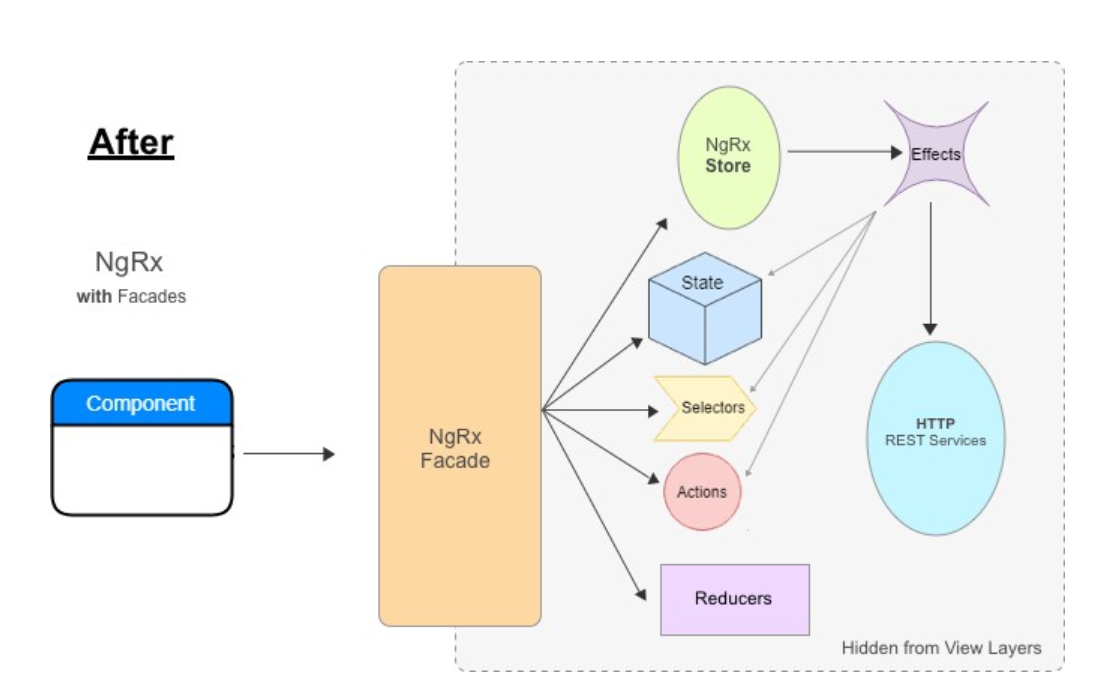 After
NgRx
with Facades
Component
NgRx
Facade
NgRx
Store
Effects
State
Selectors
Actions
Reducers
HTTP
REST Services
Hidden from View Layers